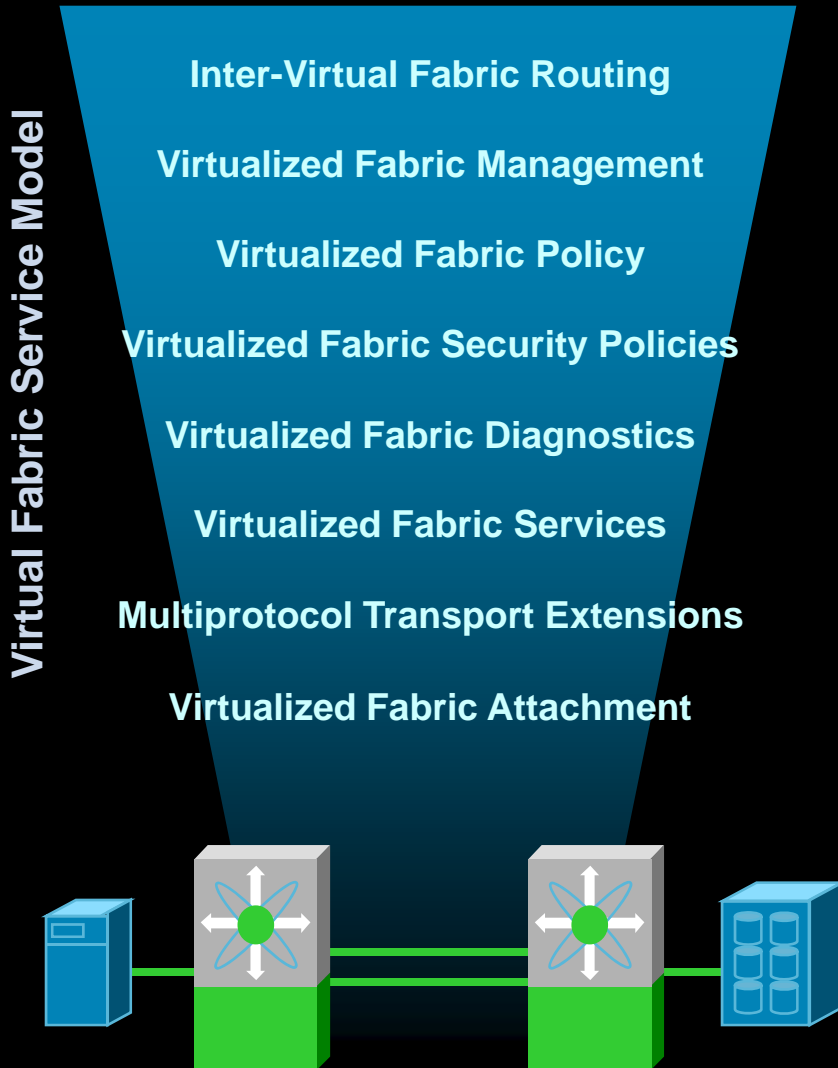 Virtual Fabric Service Model
Inter-Virtual Fabric Routing
Virtualized Fabric Management
Virtualized Fabric Policy
Virtualized Fabric Security Policies
Virtualized Fabric Diagnostics
Virtualized Fabric Services
Multiprotocol Transport Extensions
Virtualized Fabric Attachment